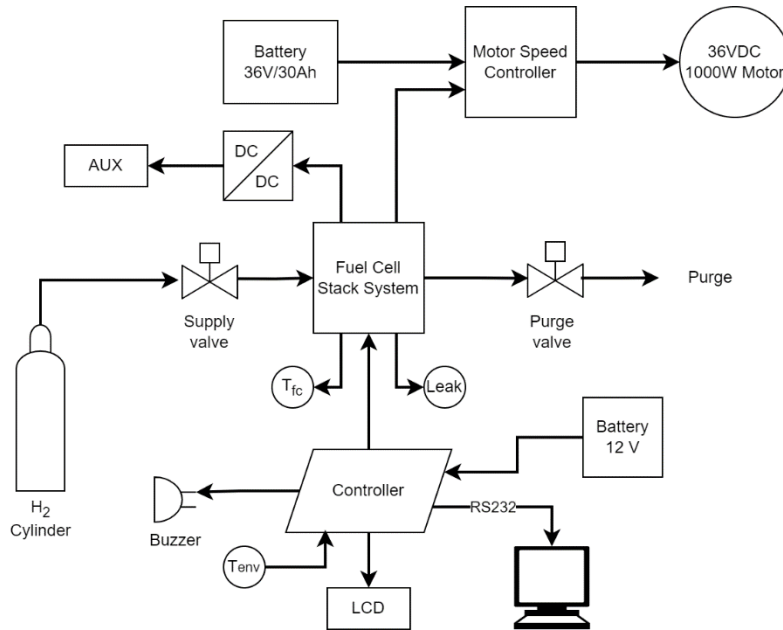 Battery
36V/30Ah
Motor Speed
Controller
36VDC
1000W Motor
AUX
DC
DC
Fuel Cell
Stack System
Supply
valve
Purge
valve
Purge
Tfc
Leak
Battery
12 V
H2
Cylinder
Buzzer
Controller
RS232
Tenv
LCD